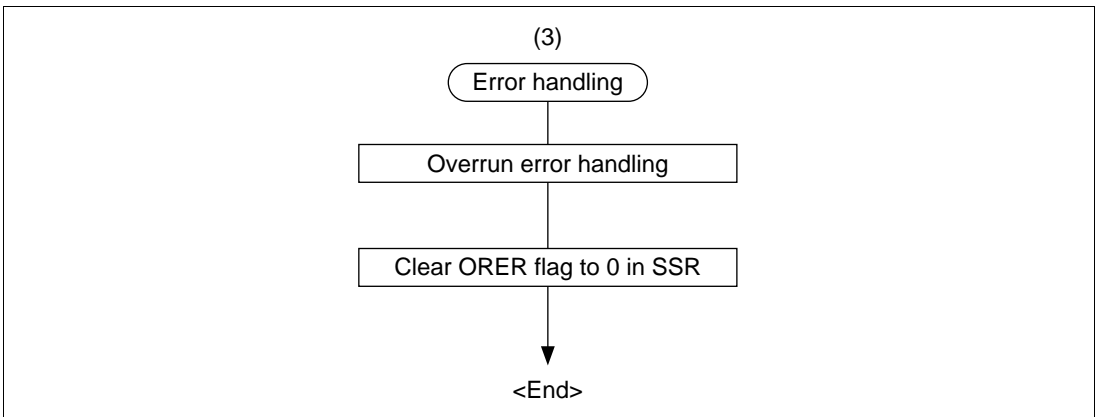 (3)
Error handling
Overrun error handling
Clear ORER flag to 0 in SSR
<End>